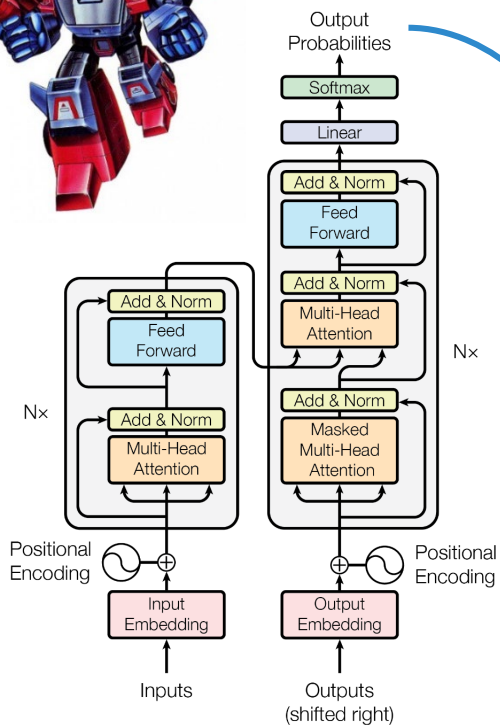 Output
Probabilities
Softmax
Linear
Add & Norm
Feed
Forward
Add & Norm
Multi-Head
Attention
Add & Norm
Masked
Multi-Head
Attention
N×
Add & Norm
Feed
Forward
Add & Norm
Multi-Head
Attention
N×
Positional
Encoding
Positional
Encoding
Input
Embedding
Output
Embedding
Inputs
Outputs
(shifted right)